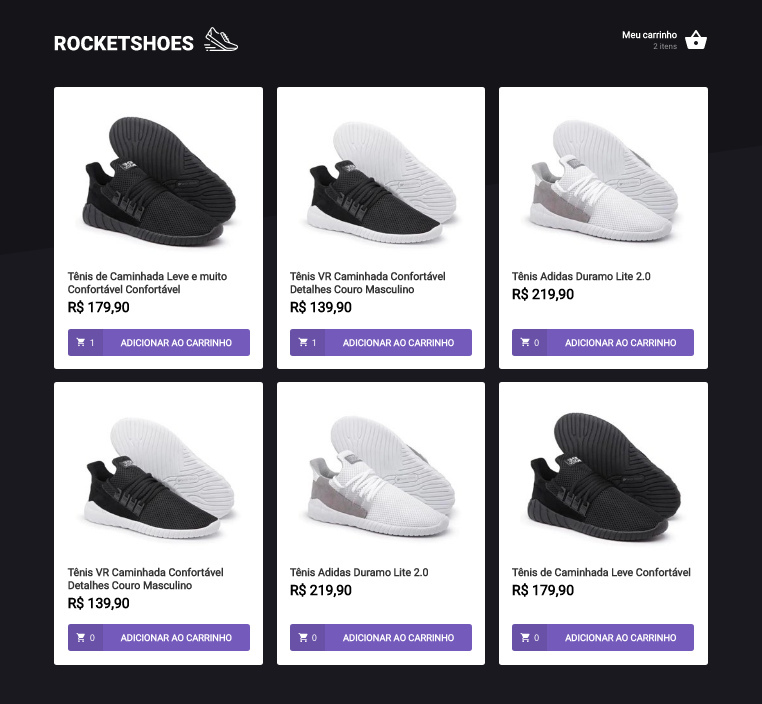 ROCKETSHOES
Meu carrinho
2 itens
Tênis de Caminhada Leve e muito
Confortável Confortável
R$ 179,90
1 ADICIONAR AO CARRINHO
Tênis VR Caminhada Confortável
Detalhes Couro Masculino
R$ 139,90
1 ADICIONAR AO CARRINHO
Tênis Adidas Duramo Lite 2.0
R$ 219,90
0 ADICIONAR AO CARRINHO
Tênis VR Caminhada Confortável
Detalhes Couro Masculino
R$ 139,90
0 ADICIONAR AO CARRINHO
Tênis Adidas Duramo Lite 2.0
R$ 219,90
0 ADICIONAR AO CARRINHO
Tênis de Caminhada Leve Confortável
R$ 179,90
0 ADICIONAR AO CARRINHO